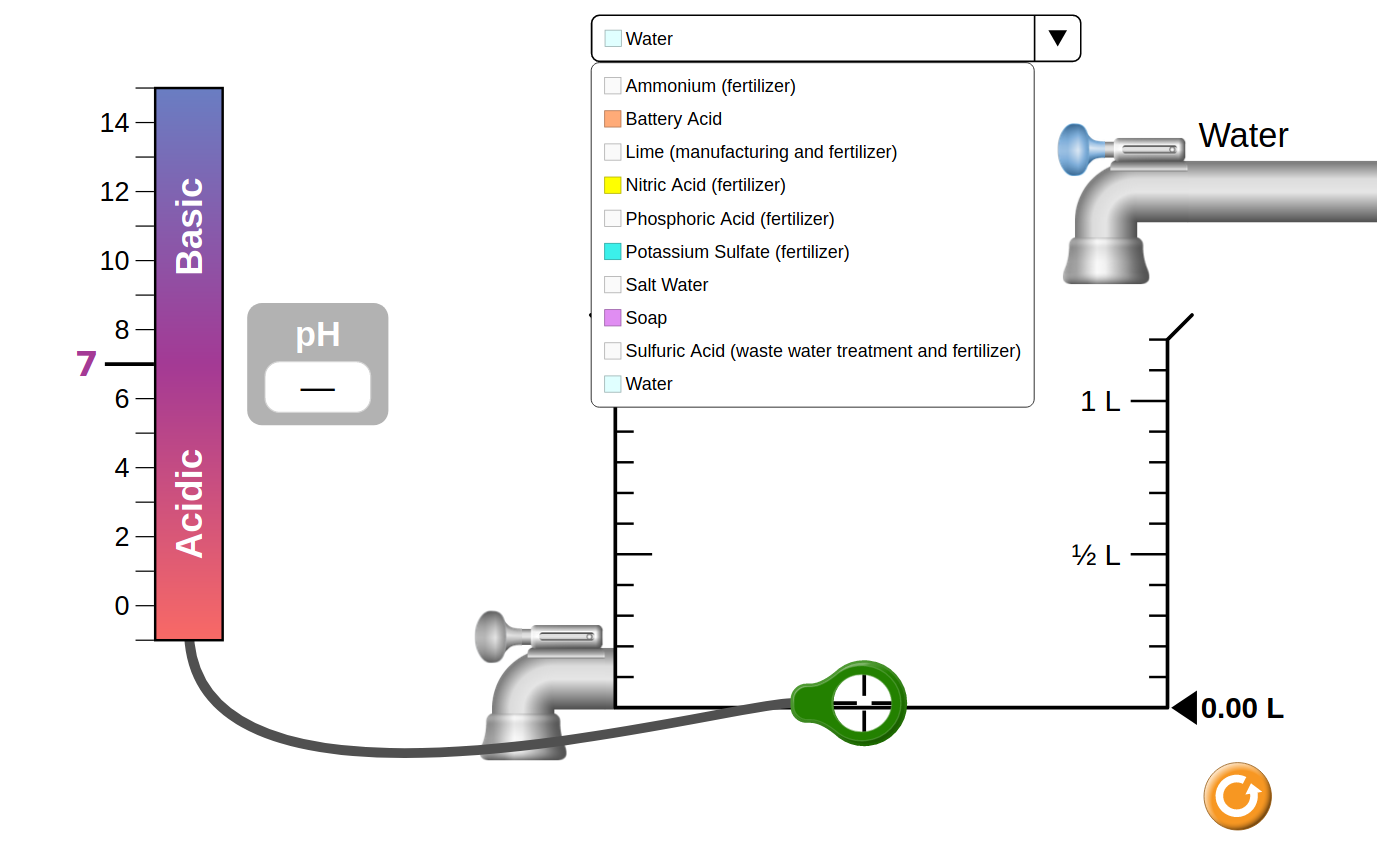 Water
Ammonium (fertilizer)
Battery Acid
Lime (manufacturing and fertilizer)
Nitric Acid (fertilizer)
Phosphoric Acid (fertilizer)
Potassium Sulfate (fertilizer)
Salt Water
Soap
Sulfuric Acid (waste water treatment and fertilizer)
Water
Water
14
12
10
8
7
6
4
2
0
Basic
Acidic
pH
—
1 L
½ L
0.00 L